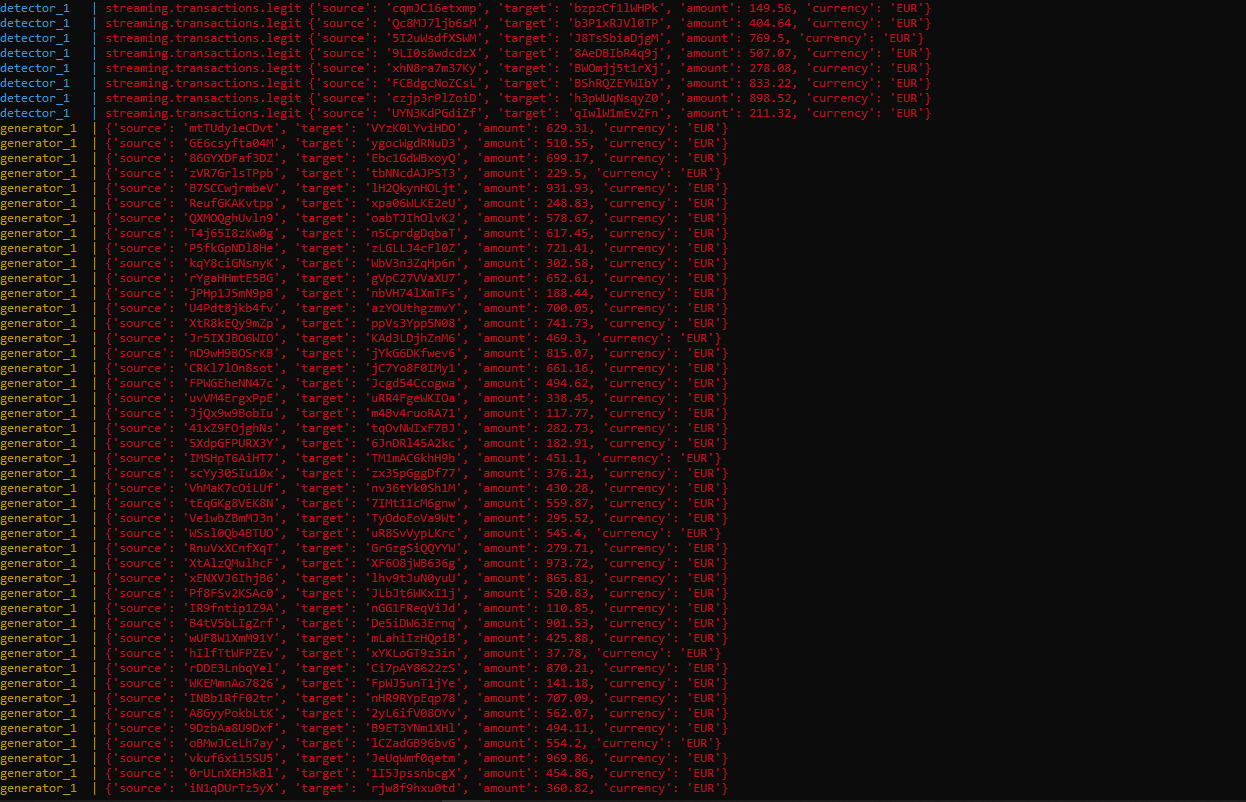 detector_1   | streaming.transactions.legit {'source': 'cqmJC16etxmp', 'target': 'bzpzCf1lWHPk', 'amount': 149.56, 'currency': 'EUR'}
detector_1   | streaming.transactions.legit {'source': 'Qc8MJ7ljb6sM', 'target': 'b3P1xRJVl0TP', 'amount': 404.64, 'currency': 'EUR'}
detector_1   | streaming.transactions.legit {'source': '5I2uWsdfXSWM', 'target': 'J8TsSbiaDjgM', 'amount': 769.5, 'currency': 'EUR'}
detector_1   | streaming.transactions.legit {'source': '9LI0s8wdcdzX', 'target': '8AeDBIbR4q9j', 'amount': 507.07, 'currency': 'EUR'}
detector_1   | streaming.transactions.legit {'source': 'xhN8ra7m37Ky', 'target': 'BWOmjj5t1rXj', 'amount': 278.08, 'currency': 'EUR'}
detector_1   | streaming.transactions.legit {'source': 'FCBdgcNoZCsL', 'target': 'BShRQZEYWIbY', 'amount': 833.22, 'currency': 'EUR'}
detector_1   | streaming.transactions.legit {'source': 'czjp3rPlZoiD', 'target': 'h3pWUqNsqyZ0', 'amount': 898.52, 'currency': 'EUR'}
detector_1   | streaming.transactions.legit {'source': 'UYN3KdPGdiZf', 'target': 'qIwlW1mEvZFn', 'amount': 211.32, 'currency': 'EUR'}
generator_1  | {'source': 'mtTUdy1eCDvt', 'target': 'VYzK0LYviHDO', 'amount': 629.31, 'currency': 'EUR'}
generator_1  | {'source': 'GE6csyfta04M', 'target': 'ygocWgdRNuD3', 'amount': 510.55, 'currency': 'EUR'}
generator_1  | {'source': '86GYXDFaf3DZ', 'target': 'Ebc1GdWBxoyQ', 'amount': 699.17, 'currency': 'EUR'}
generator_1  | {'source': 'zVR7GrlsTPpb', 'target': 'tbNNcdAJPST3', 'amount': 229.5, 'currency': 'EUR'}
generator_1  | {'source': 'B7SCCwjrmbeV', 'target': 'lH2QkynHOLjt', 'amount': 931.93, 'currency': 'EUR'}
generator_1  | {'source': 'ReufGKAKvtpp', 'target': 'xpa06WLKE2eU', 'amount': 248.83, 'currency': 'EUR'}
generator_1  | {'source': 'QXMOQghUvln9', 'target': 'oabTJIhOlvK2', 'amount': 578.67, 'currency': 'EUR'}
generator_1  | {'source': 'T4j65I8zKw0g', 'target': 'n5CprdgDqbaT', 'amount': 617.45, 'currency': 'EUR'}
generator_1  | {'source': 'P5fkGpNDl8He', 'target': 'zLGLLJ4cFl0Z', 'amount': 721.41, 'currency': 'EUR'}
generator_1  | {'source': 'kqY8ciGNsnyK', 'target': 'WbV3n3ZqHp6n', 'amount': 302.58, 'currency': 'EUR'}
generator_1  | {'source': 'rYgaHHmtE5BG', 'target': 'gVpC27VVaXU7', 'amount': 652.61, 'currency': 'EUR'}
generator_1  | {'source': 'jPHp1J5mN9pB', 'target': 'nbVH74lXmTFs', 'amount': 188.44, 'currency': 'EUR'}
generator_1  | {'source': 'U4Pdt8jkb4fv', 'target': 'azYOUthgzmvY', 'amount': 700.05, 'currency': 'EUR'}
generator_1  | {'source': 'XtR8kEQy9mZp', 'target': 'ppVs3Ypp5N08', 'amount': 741.73, 'currency': 'EUR'}
generator_1  | {'source': 'Jr5IXJBO6WIO', 'target': 'KAd3LDjhZnM6', 'amount': 469.3, 'currency': 'EUR'}
generator_1  | {'source': 'nD9wH9BOSrKB', 'target': 'jYkG6DKfwev6', 'amount': 815.07, 'currency': 'EUR'}
generator_1  | {'source': 'CRKl7lOn8sot', 'target': 'jC7Yo8F0IMy1', 'amount': 661.16, 'currency': 'EUR'}
generator_1  | {'source': 'FPWGEheNN47c', 'target': 'Jcgd54Ccogwa', 'amount': 494.62, 'currency': 'EUR'}
generator_1  | {'source': 'uvVM4ErgxPpE', 'target': 'uRR4FgeWKIOa', 'amount': 338.45, 'currency': 'EUR'}
generator_1  | {'source': 'JjQx9w9BobIu', 'target': 'm4Bv4ruoRA71', 'amount': 117.77, 'currency': 'EUR'}
generator_1  | {'source': '41xZ9FOjghNs', 'target': 'tqOvNWIxF7BJ', 'amount': 282.73, 'currency': 'EUR'}
generator_1  | {'source': '5XdpGFPURX3Y', 'target': '6JnDRl45A2kc', 'amount': 182.91, 'currency': 'EUR'}
generator_1  | {'source': 'IMSHpT6AiHT7', 'target': 'TM1mACGkhH9b', 'amount': 451.1, 'currency': 'EUR'}
generator_1  | {'source': 'scYy30SIu10x', 'target': 'zx35pGggDf77', 'amount': 376.21, 'currency': 'EUR'}
generator_1  | {'source': 'VhMaK7cOiLUf', 'target': 'nv36tYk0Sh1M', 'amount': 430.28, 'currency': 'EUR'}
generator_1  | {'source': 'tEqGKg8VEK8N', 'target': '7IMt11cM6gnw', 'amount': 559.87, 'currency': 'EUR'}
generator_1  | {'source': 'Ve1wbZBmMJ3n', 'target': 'TyOdoEoVa9Wt', 'amount': 295.52, 'currency': 'EUR'}
generator_1  | {'source': 'WSsl0Qb4BTUO', 'target': 'uR8SvVypLKrc', 'amount': 545.4, 'currency': 'EUR'}
generator_1  | {'source': 'RnuVxXCnfXqT', 'target': 'GrGzgSiQQYYW', 'amount': 279.71, 'currency': 'EUR'}
generator_1  | {'source': 'XtAlzQMulhcF', 'target': 'XF6O8jWB636g', 'amount': 973.72, 'currency': 'EUR'}
generator_1  | {'source': 'xENXVJ6IhjB6', 'target': 'lhv9tJuN0yuU', 'amount': 865.81, 'currency': 'EUR'}
generator_1  | {'source': 'Pf8FSv2KSAc0', 'target': 'JLbJt6WKxI1j', 'amount': 520.83, 'currency': 'EUR'}
generator_1  | {'source': 'IR9fntip1Z9A', 'target': 'nGG1FReqViJd', 'amount': 110.85, 'currency': 'EUR'}
generator_1  | {'source': 'B4tV5bLIgZrf', 'target': 'De5iDW63Ernq', 'amount': 901.53, 'currency': 'EUR'}
generator_1  | {'source': 'wUF8W1XmM91Y', 'target': 'mLahiIzHQpiB', 'amount': 425.88, 'currency': 'EUR'}
generator_1  | {'source': 'hIlfTtWFPZEv', 'target': 'xYKLoGT9z3in', 'amount': 37.78, 'currency': 'EUR'}
generator_1  | {'source': 'rDDE3LnbqYel', 'target': 'Ci7pAY8622zS', 'amount': 870.21, 'currency': 'EUR'}
generator_1  | {'source': 'WKEMmnAo7826', 'target': 'FpWJ5unT1jYe', 'amount': 141.18, 'currency': 'EUR'}
generator_1  | {'source': 'INBb1RfF02tr', 'target': 'nHR9RYpEqp78', 'amount': 707.09, 'currency': 'EUR'}
generator_1  | {'source': 'A8GyyPokbLtK', 'target': '2yL6ifV08OYv', 'amount': 562.07, 'currency': 'EUR'}
generator_1  | {'source': '9DzbAa8U9Dxf', 'target': 'B9ET3YNm1XHl', 'amount': 494.11, 'currency': 'EUR'}
generator_1  | {'source': 'oBMwJCeLh7ay', 'target': 'lCZadGB96bvG', 'amount': 554.2, 'currency': 'EUR'}
generator_1  | {'source': 'vkuf6xi15SU5', 'target': 'JeUqWmf0qetm', 'amount': 969.86, 'currency': 'EUR'}
generator_1  | {'source': '0rULnXEH3kBl', 'target': '1I5JpssnbcgX', 'amount': 454.86, 'currency': 'EUR'}
generator_1  | {'source': 'iN1qDUrTz5yX', 'target': 'rjw8f9hxu0td', 'amount': 360.82, 'currency': 'EUR'}